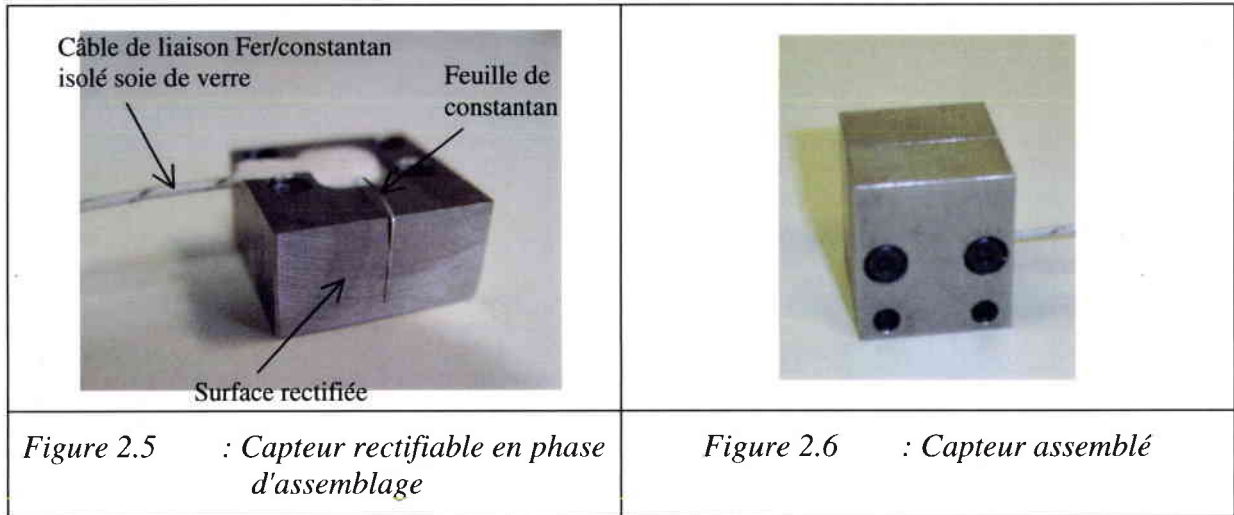 Câble de liaison Fer/constantan
isolé soie de verre
Feuille de
constantan
Surface rectifiée
Figure 2.5 : Capteur rectifiable en phase
d'assemblage
Figure 2.6 : Capteur assemblé